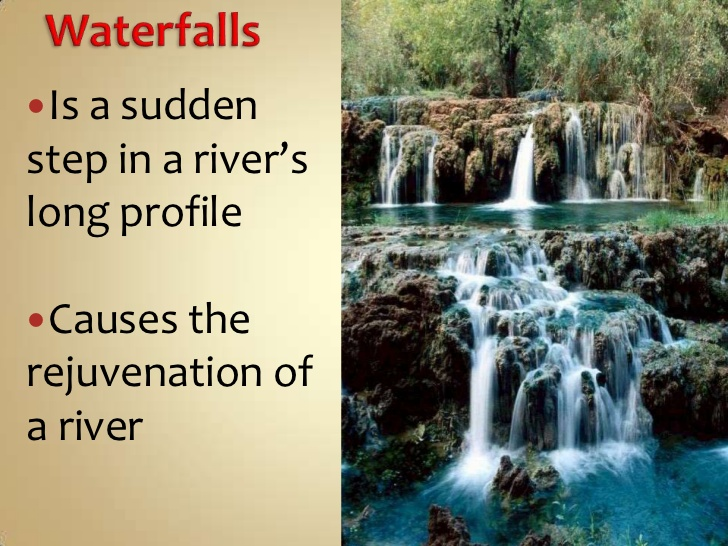 Waterfalls
•Is a sudden
step in a river’s
long profile
•Causes the
rejuvenation of
a river